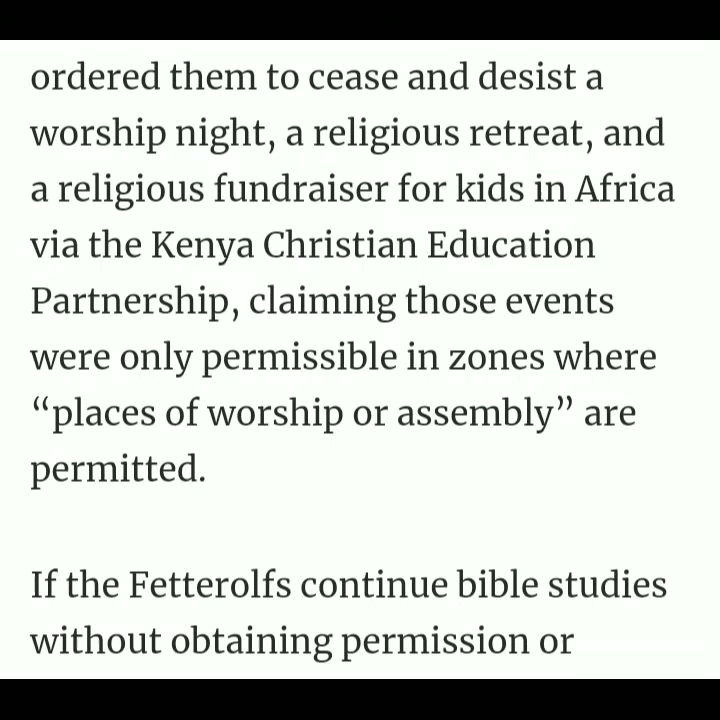 ordered them to cease and desist a
worship night, a religious retreat, and
a religious fundraiser for kids in Africa
via the Kenya Christian Education
Partnership, claiming those events
were only permissible in zones where
“places of worship or assembly” are
permitted.
If the Fetterolfs continue bible studies
without obtaining permission or